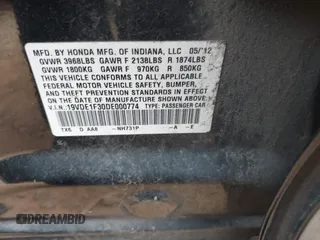 MFD. BY HONDA MFG. OF INDIANA, LLC 05/'12
GVWR 3968LBS GAWR F 2138LBS R 1874LBS
GVWR 1800KG GAWR F 970KG R 850KG
THIS VEHICLE CONFORMS TO ALL APPLICABLE
FEDERAL MOTOR VEHICLE SAFETY, BUMPER,
AND THEFT PREVENTION STANDARDS IN EFFECT
ON THE DATE OF MANUFACTURE SHOWN ABOVE.
V.I.N. 19VDE1F30DE000774 TYPE: PASSENGER CAR
TX6 D AA8 -NH731P -A -E
©DREAMBID